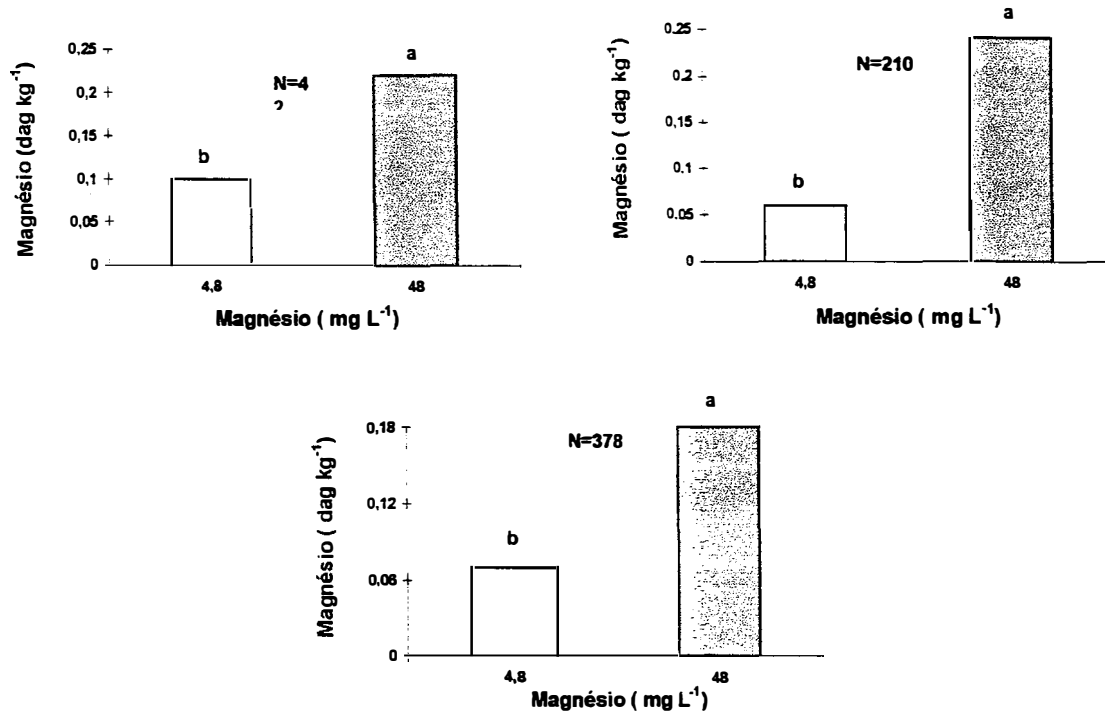 0,25
0,2
0,15
0,1
0,05
0
Magnésio (dag kg-1)
N=4
2
b
a
4,8
48
Magnésio ( mg L-1)
0.25
0.2
0.15
0.1
0.05
0
Magnésio ( dag kg-1)
N=210
b
a
4,8
48
Magnésio ( mg L-1)
0,18
0,12
0,06
0
Magnésio ( dag kg-1)
N=378
b
a
4,8
48
Magnésio ( mg L-1)